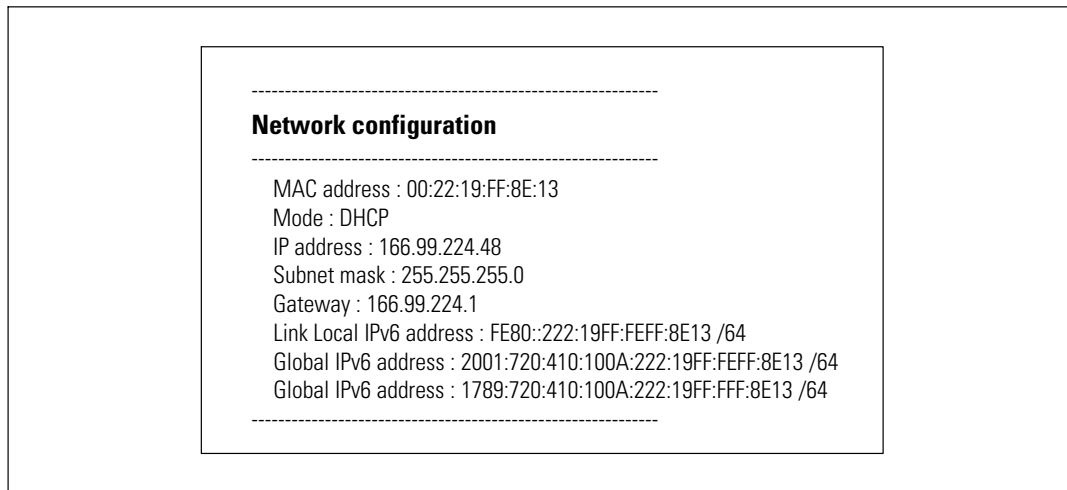 ------------------------------------------------------------
Network configuration
------------------------------------------------------------
MAC address : 00:22:19:FF:8E:13
Mode : DHCP
IP address : 166.99.224.48
Subnet mask : 255.255.255.0
Gateway : 166.99.224.1
Link Local IPv6 address : FE80::222:19FF:FEFF:8E13 /64
Global IPv6 address : 2001:720:410:100A:222:19FF:FEFF:8E13 /64
Global IPv6 address : 1789:720:410:100A:222:19FF:FFF:8E13 /64
------------------------------------------------------------